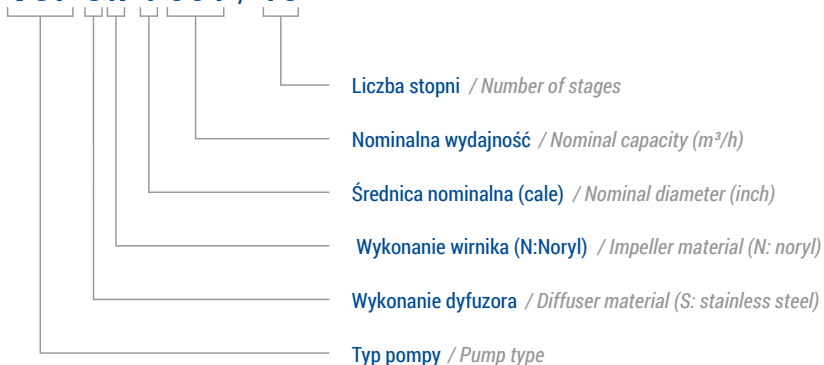 Liczba stopni / Number of stages
Nominalna wydajność / Nominal capacity (m³/h)
Średnica nominalna (cale) / Nominal diameter (inch)
Wykonanie wirnika (N:Noryl) / Impeller material (N: noryl)
Wykonanie dyfuzora / Diffuser material (S: stainless steel)
Typ pompy / Pump type